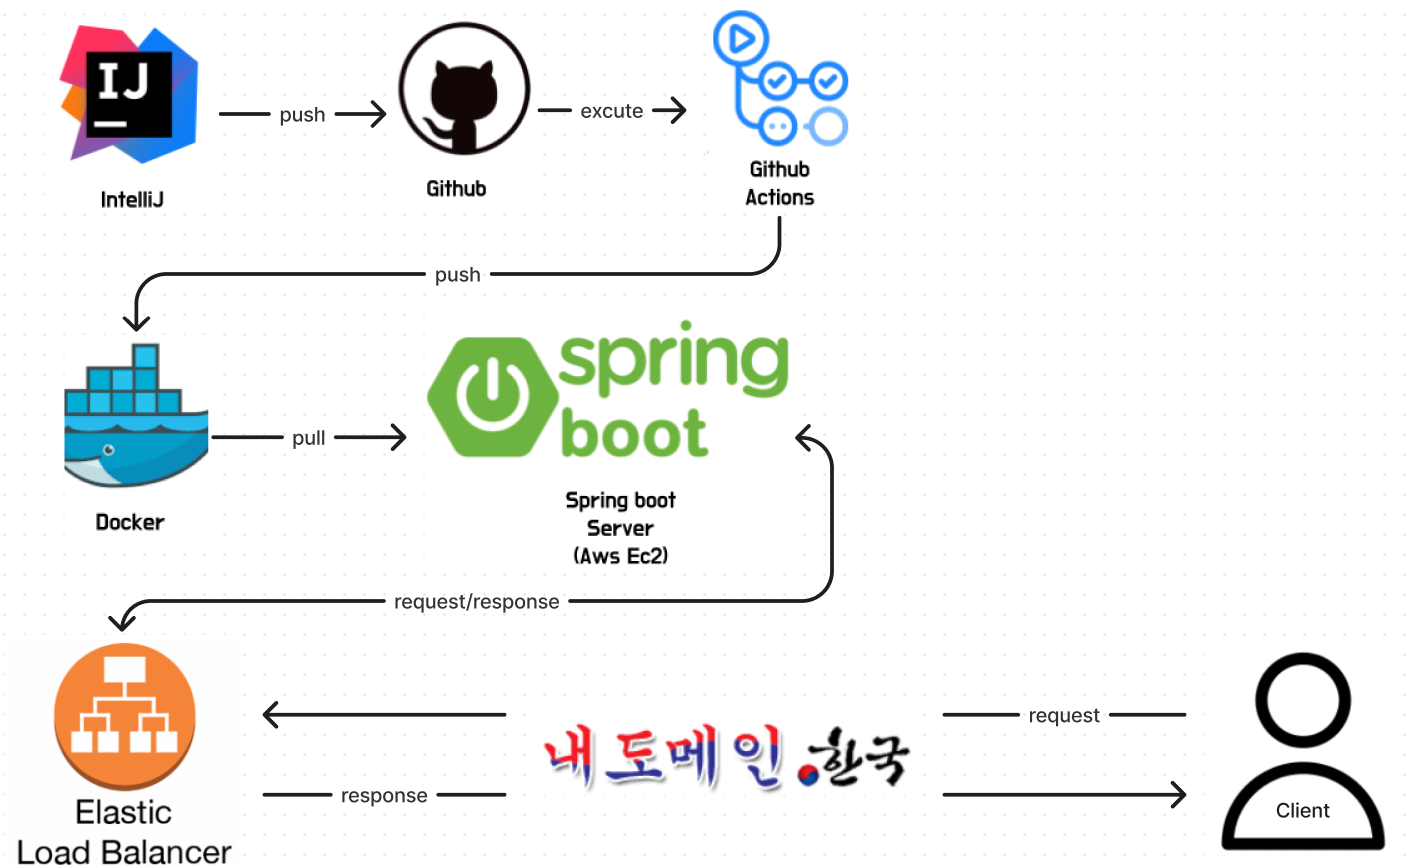 IJ
push
excute
IntelliJ
Github
Github
Actions
push
spring
boot
pull
Docker
Spring boot
Server
(Aws Ec2)
request/response
request
내도메인.한국
response
Client
Elastic
Load Balancer